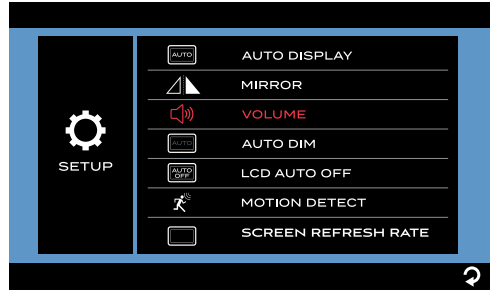 AUTO AUTO DISPLAY
MIRROR
VOLUME
AUTO AUTO DIM
SETUP
AUTO OFF LCD AUTO OFF
MOTION DETECT
SCREEN REFRESH RATE